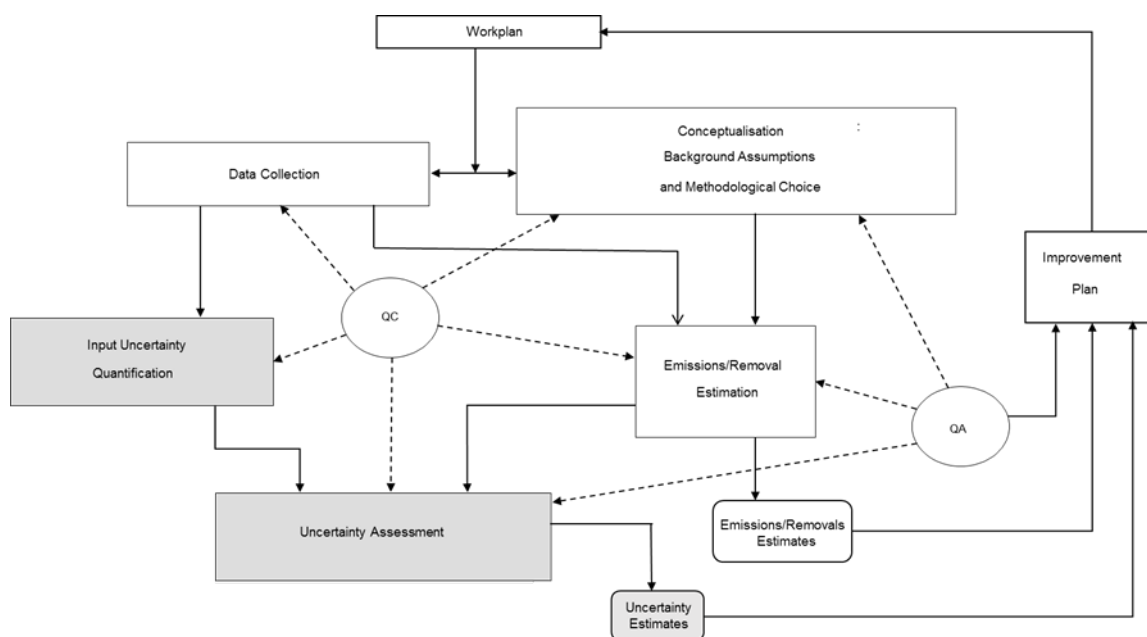 Workplan
Conceptualisation :
Background Assumptions
and Methodological Choice
Data Collection
Improvement
Plan
QC
Input Uncertainty
Quantification
Emissions/Removal
Estimation
QA
Uncertainty Assessment
Emissions/Removals
Estimates
Uncertainty
Estimates